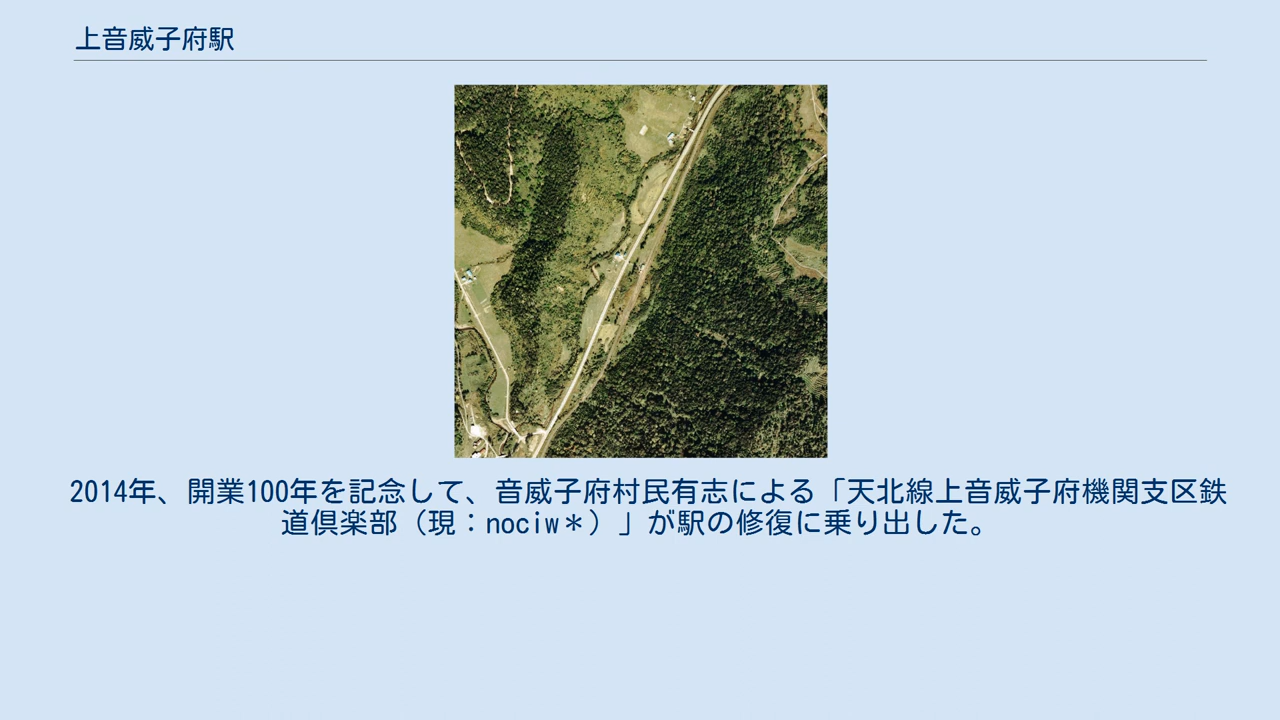 上音威子府駅
2014年、開業100年を記念して、音威子府村民有志による「天北線上音威子府機関支区鉄
道倶楽部（現：nociw＊）」が駅の修復に乗り出した。